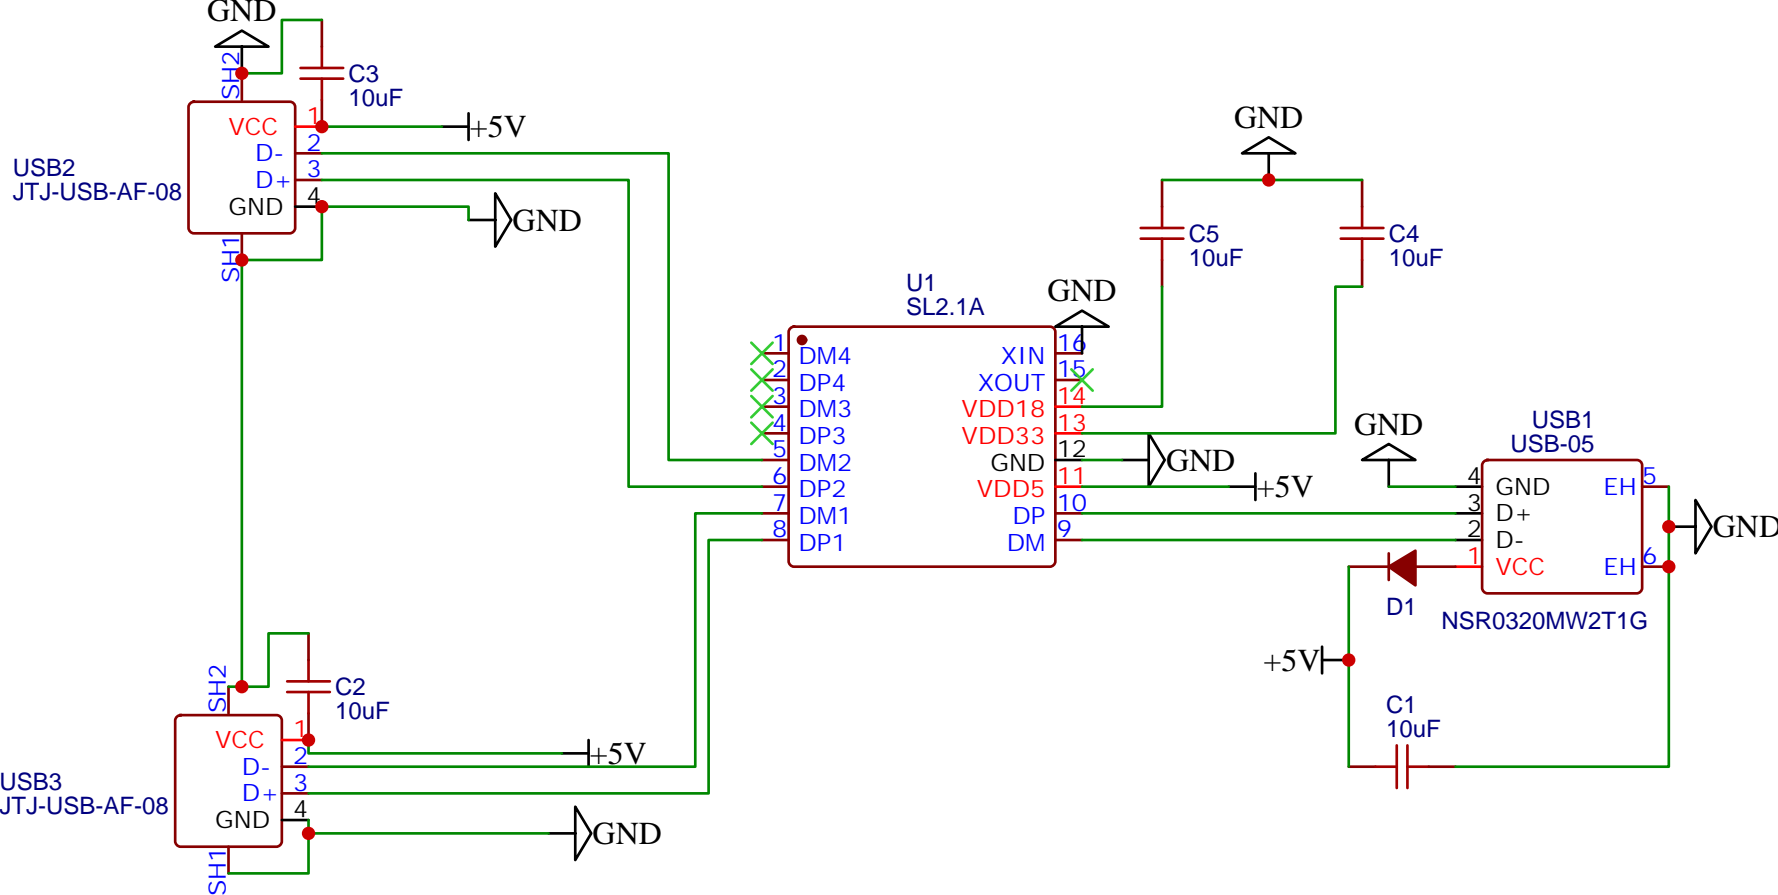 GND
SH2
C3
10uF
VCC
1
+5V
D-
2
D+
3
GND
4
GND
USB2
JTJ-USB-AF-08
SH1
GND
C5
10uF
C4
10uF
U1
SL2.1A
GND
1
DM4
2
DP4
3
DM3
4
DP3
5
DM2
6
DP2
7
DM1
8
DP1
XIN
16
XOUT
15
VDD18
14
VDD33
13
GND
12
GND
VDD5
11
+5V
DP
10
DM
9
GND
USB1
USB-05
4
GND
3
D+
2
D-
1
VCC
EH
5
EH
6
GND
D1
NSR0320MW2T1G
+5V
C1
10uF
SH2
C2
10uF
VCC
1
+5V
D-
2
D+
3
GND
4
GND
USB3
JTJ-USB-AF-08
SH1